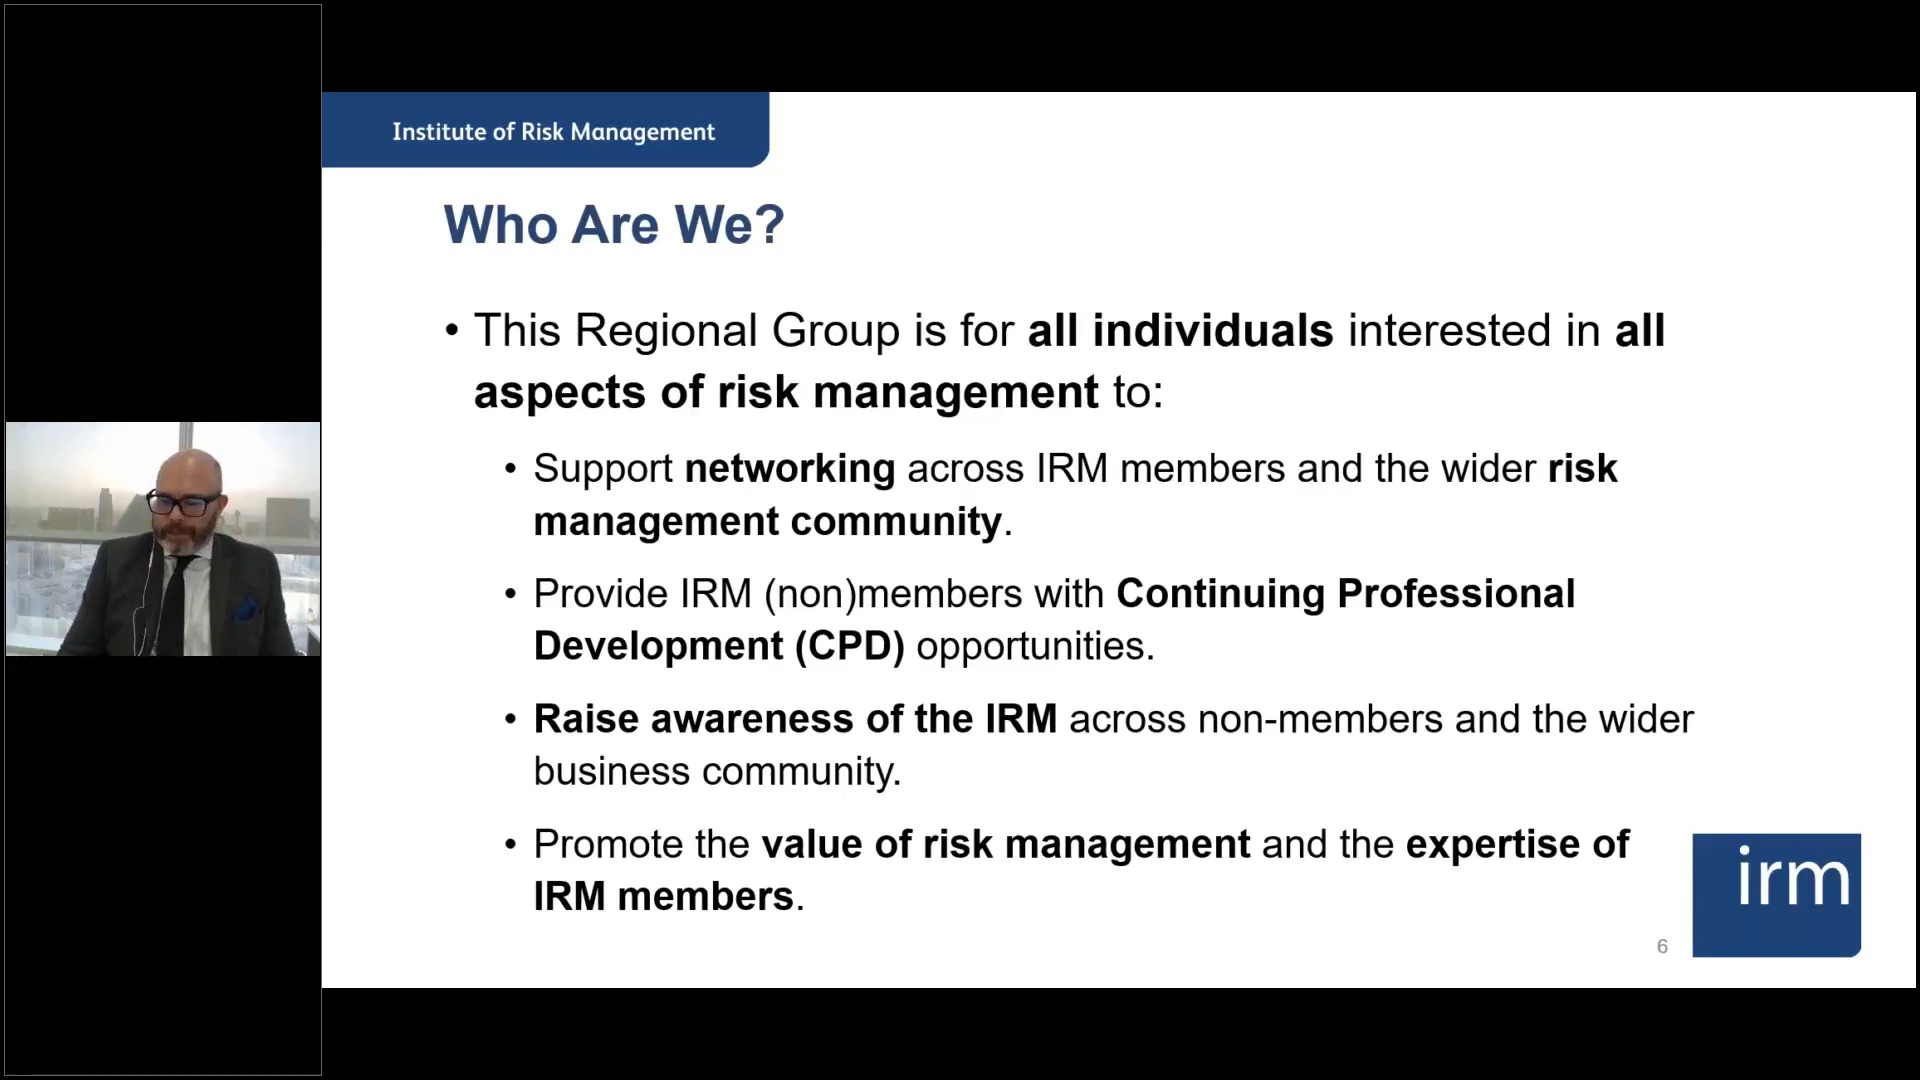 Institute of Risk Management
Who Are We?
• This Regional Group is for all individuals interested in all
aspects of risk management to:
• Support networking across IRM members and the wider risk
management community.
• Provide IRM (non)members with Continuing Professional
Development (CPD) opportunities.
• Raise awareness of the IRM across non-members and the wider
business community.
• Promote the value of risk management and the expertise of
IRM members.
irm
6